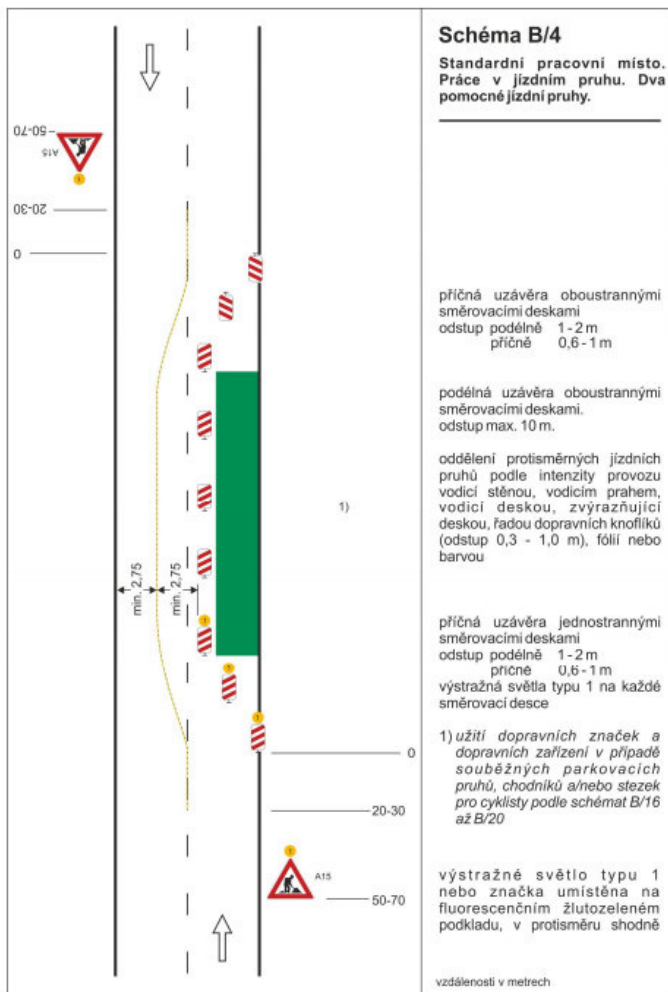 Schéma B/4
Standardní pracovní místo.
Práce v jízdním pruhu. Dva
pomocné jízdní pruhy.
50-70
A15
1
20-30
0
příčná uzávěra oboustrannými
směrovacími deskami
odstup podélně 1-2 m
příčně 0,6-1 m
podélná uzávěra oboustrannými
směrovacími deskami.
odstup max. 10 m.
oddělení protisměrných jízdních
pruhů podle intenzity provozu
vodicí stěnou, vodicím prahem,
vodicí deskou, zvýrazňující
deskou, řadou dopravních knoflíků
(odstup 0,3 - 1,0 m), fólií nebo
barvou
1)
min. 2,75
min. 2,75
1
1
1
příčná uzávěra jednostrannými
směrovacími deskami
odstup podélně 1-2 m
příčně 0,6-1 m
výstražná světla typu 1 na každé
směrovací desce
0
1) užití dopravních značek a
dopravních zařízení v případě
souběžných parkovacích
pruhů, chodníků a/nebo stezek
pro cyklisty podle schémat B/16
až B/20
20-30
1
A15
50-70
výstražné světlo typu 1
nebo značka umístěna na
fluorescenčním žlutozeleném
podkladu, v protisměru shodně
vzdálenosti v metrech